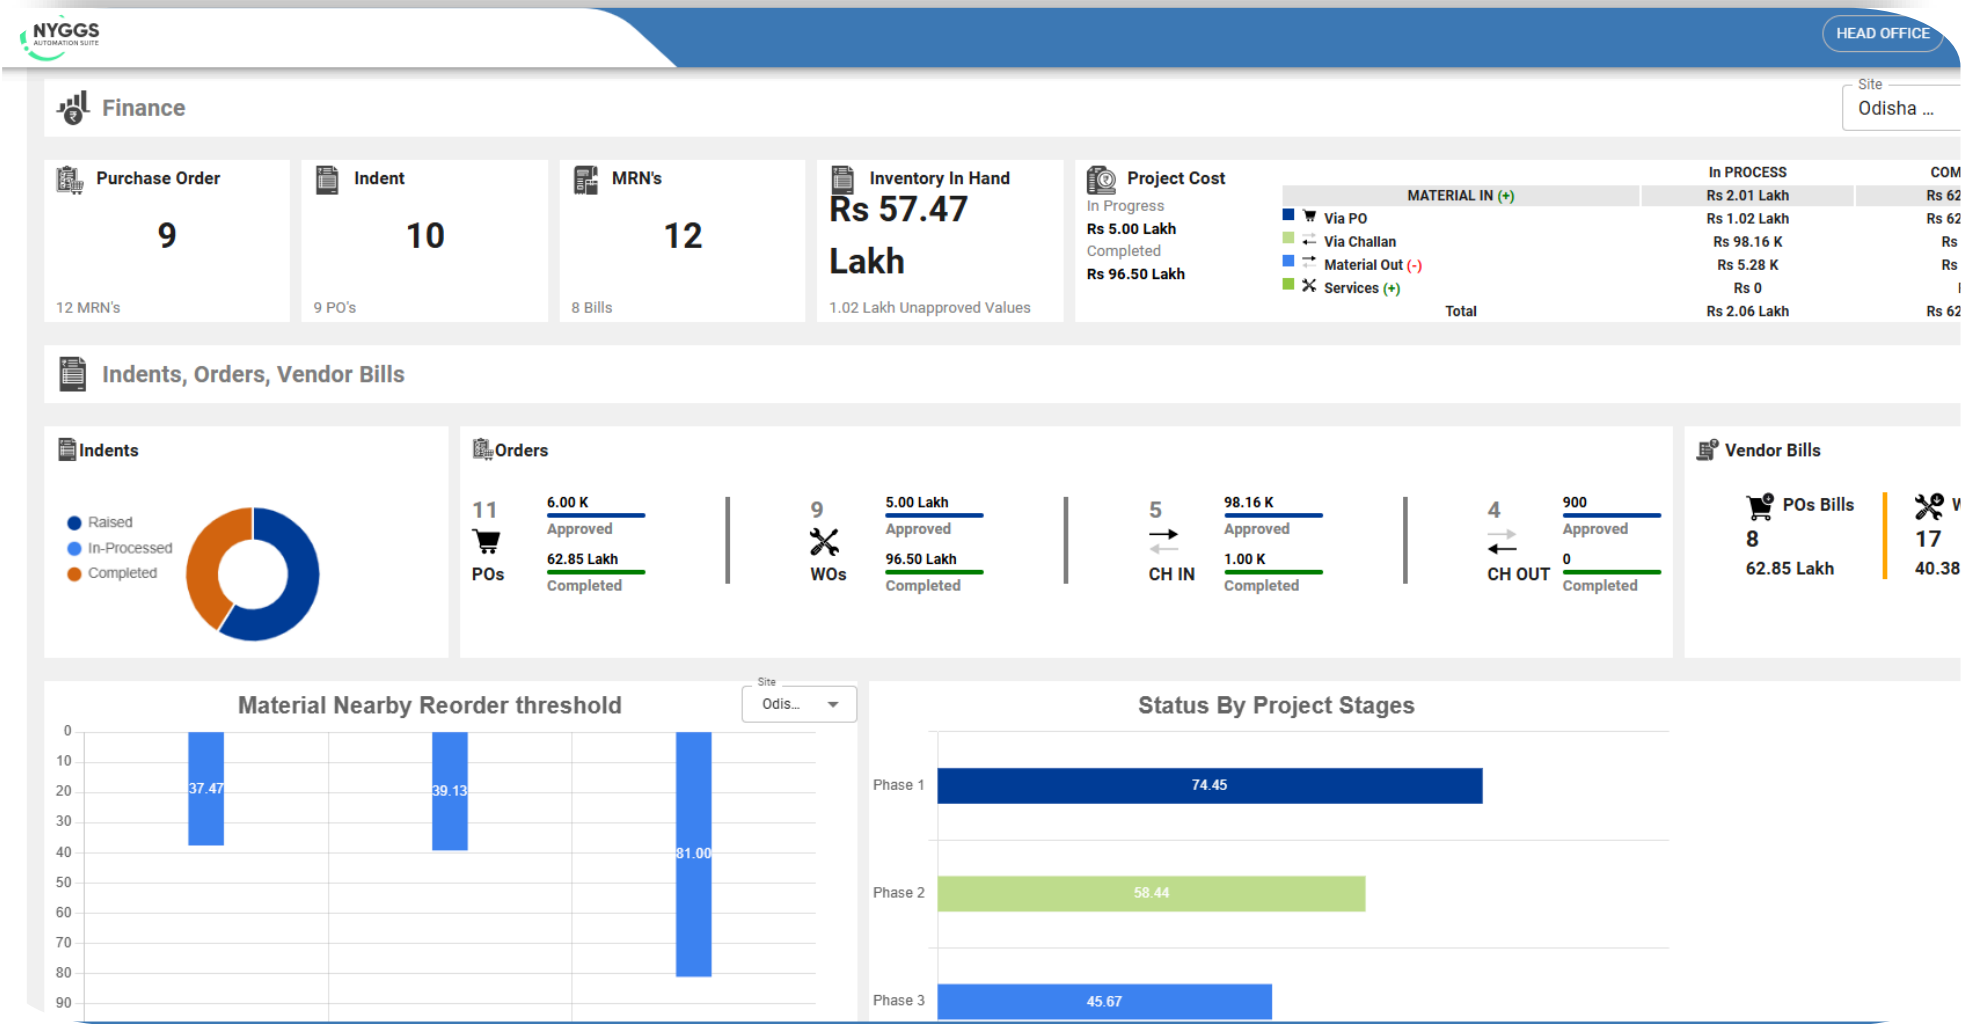 NYGGS
AUTOMATION SUITE
HEAD OFFICE
Finance
Site
Odisha ...
Purchase Order
9
12 MRN's
Indent
10
9 PO's
MRN's
12
8 Bills
Inventory In Hand
Rs 57.47
Lakh
1.02 Lakh Unapproved Values
Project Cost
In Progress
Rs 5.00 Lakh
Completed
Rs 96.50 Lakh
In PROCESS COM
MATERIAL IN (+) Rs 2.01 Lakh Rs 62
Via PO Rs 1.02 Lakh Rs 62
Via Challan Rs 98.16 K Rs
Material Out (-) Rs 5.28 K Rs
Services (+) Rs 0
Total Rs 2.06 Lakh Rs 62
Indents, Orders, Vendor Bills
Indents
Raised
In-Processed
Completed
Orders
11
POs
6.00 K
Approved
62.85 Lakh
Completed
9
WOs
5.00 Lakh
Approved
96.50 Lakh
Completed
5
CH IN
98.16 K
Approved
1.00 K
Completed
4
CH OUT
900
Approved
0
Completed
Vendor Bills
POs Bills
8
62.85 Lakh
W
17
40.38
Material Nearby Reorder threshold
Site
Odis...
0
10
20
30
40
50
60
70
80
90
37.47
39.13
81.00
Status By Project Stages
Phase 1
74.45
Phase 2
58.44
Phase 3
45.67